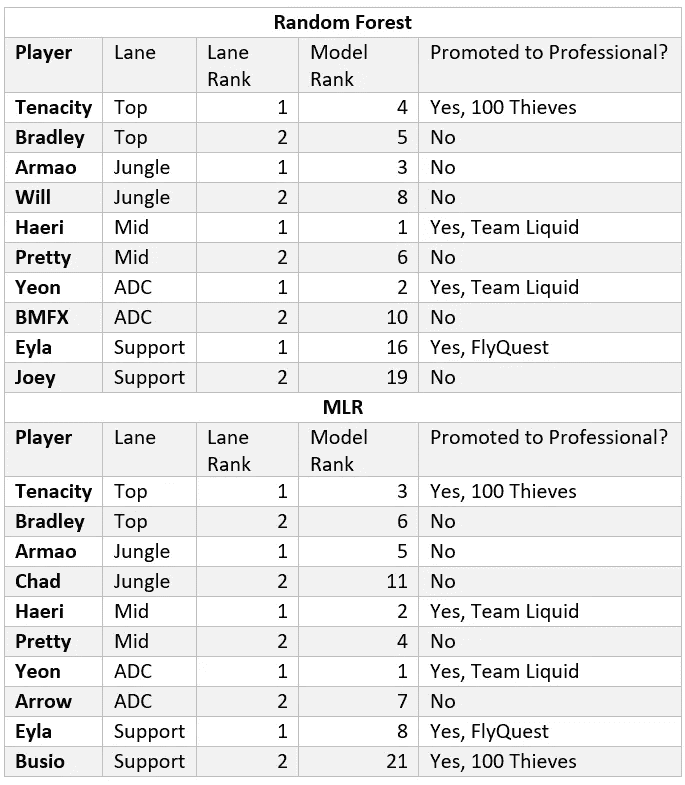 Random Forest
Player Lane Lane Rank Model Rank Promoted to Professional?
Tenacity Top 1 4 Yes, 100 Thieves
Bradley Top 2 5 No
Armao Jungle 1 3 No
Will Jungle 2 8 No
Haeri Mid 1 1 Yes, Team Liquid
Pretty Mid 2 6 No
Yeon ADC 1 2 Yes, Team Liquid
BMFX ADC 2 10 No
Eyla Support 1 16 Yes, FlyQuest
Joey Support 2 19 No
MLR
Player Lane Lane Rank Model Rank Promoted to Professional?
Tenacity Top 1 3 Yes, 100 Thieves
Bradley Top 2 6 No
Armao Jungle 1 5 No
Chad Jungle 2 11 No
Haeri Mid 1 2 Yes, Team Liquid
Pretty Mid 2 4 No
Yeon ADC 1 1 Yes, Team Liquid
Arrow ADC 2 7 No
Eyla Support 1 8 Yes, FlyQuest
Busio Support 2 21 Yes, 100 Thieves